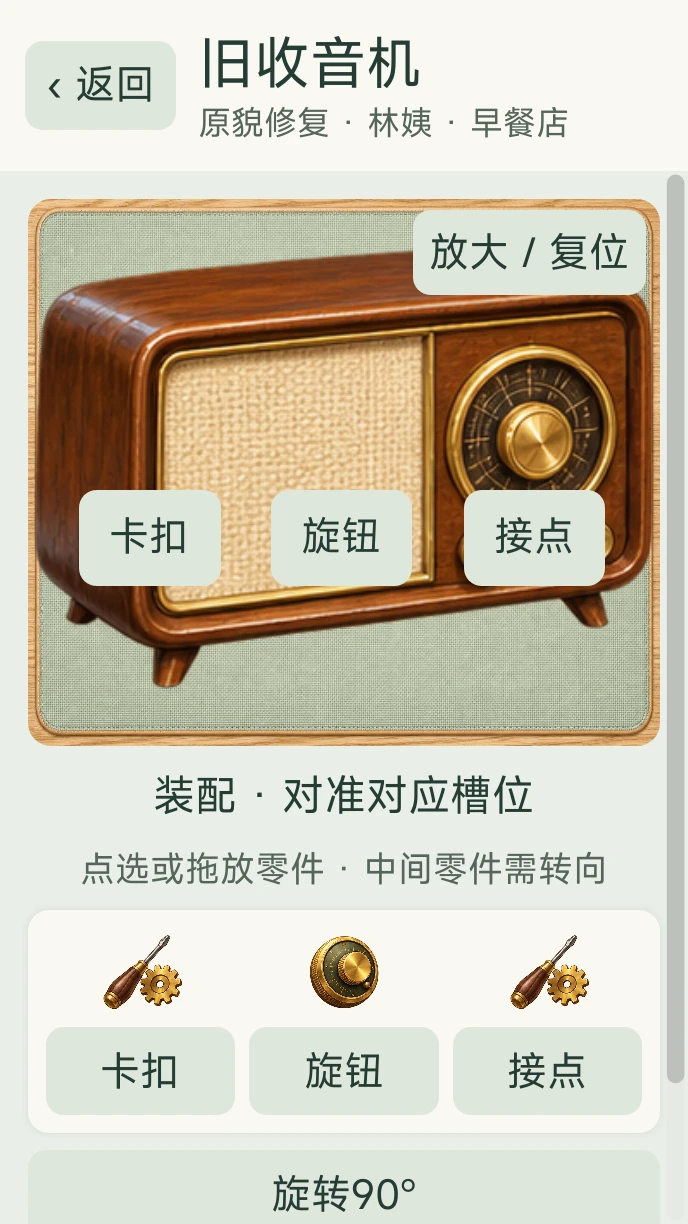 ‹ 返回
旧收音机
原貌修复 · 林姨 · 早餐店
放大 / 复位
卡扣 旋钮 接点
装配 · 对准对应槽位
点选或拖放零件 · 中间零件需转向
卡扣 旋钮 接点
旋转90°